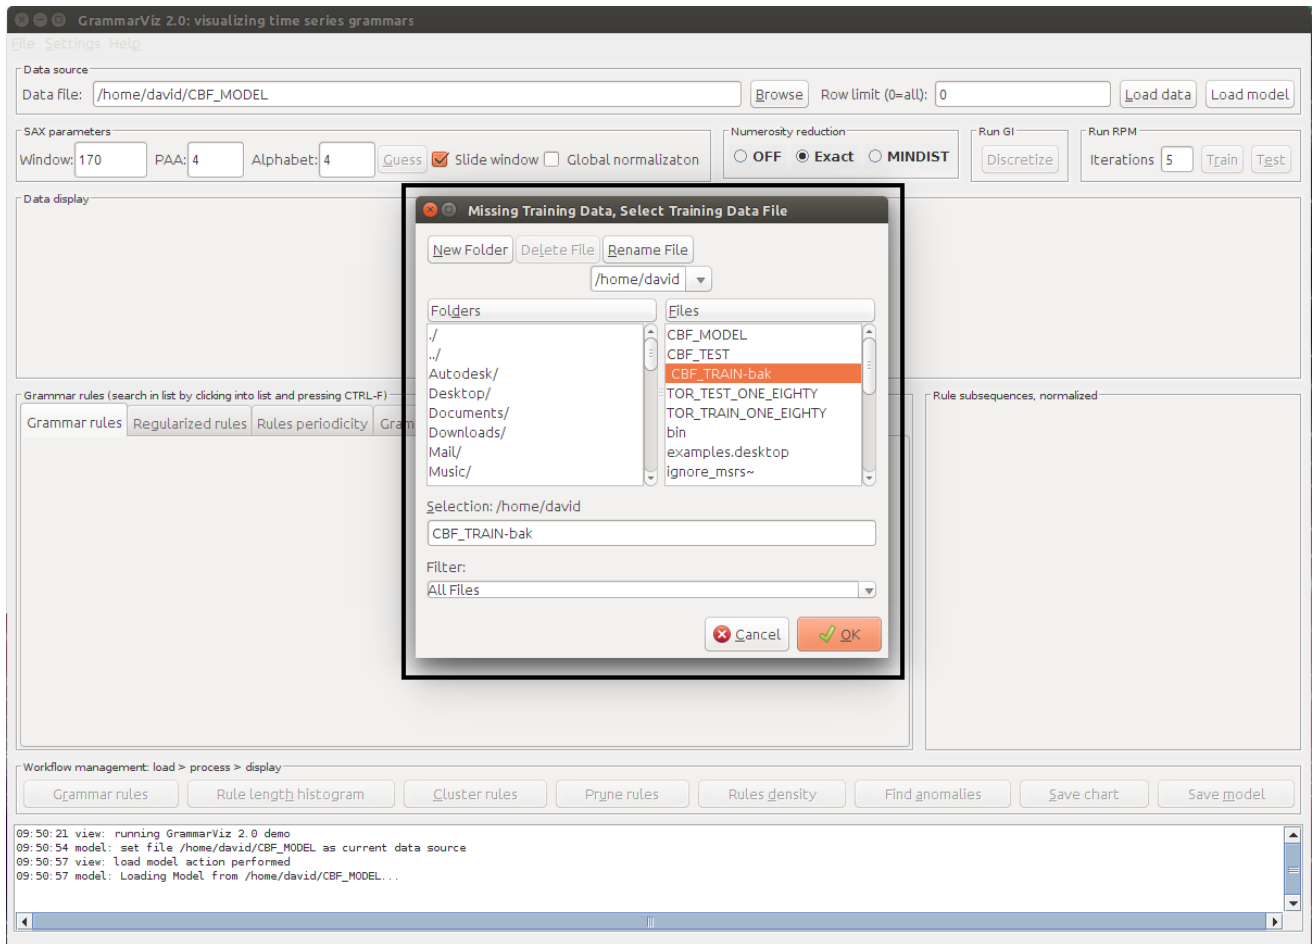 GrammarViz 2.0: visualizing time series grammars
File Settings Help
Data source
Data file: /home/david/CBF_MODEL Browse Row limit (0=all): 0 Load data Load model
SAX parameters Numerosity reduction Run GI Run RPM
Window: 170 PAA: 4 Alphabet: 4 Guess Slide window Global normalizaton OFF Exact MINDIST Discretize Iterations 5 Train Test
Data display
Missing Training Data, Select Training Data File
New Folder Delete File Rename File
/home/david
Folders Files
./ CBF_MODEL
../ CBF_TEST
Autodesk/ CBF_TRAIN-bak
Desktop/ TOR_TEST_ONE_EIGHTY
Documents/ TOR_TRAIN_ONE_EIGHTY
Downloads/ bin
Mail/ examples.desktop
Music/ ignore_msrs~
Selection: /home/david
CBF_TRAIN-bak
Filter:
All Files
Cancel OK
Grammar rules (search in list by clicking into list and pressing CTRL-F) Rule subsequences, normalized
Grammar rules Regularized rules Rules periodicity Gram
Workflow management: load > process > display
Grammar rules Rule length histogram Cluster rules Prune rules Rules density Find anomalies Save chart Save model
09:50:21 view: running GrammarViz 2.0 demo
09:50:54 model: set file /home/david/CBF_MODEL as current data source
09:50:57 view: load model action performed
09:50:57 model: Loading Model from /home/david/CBF_MODEL...